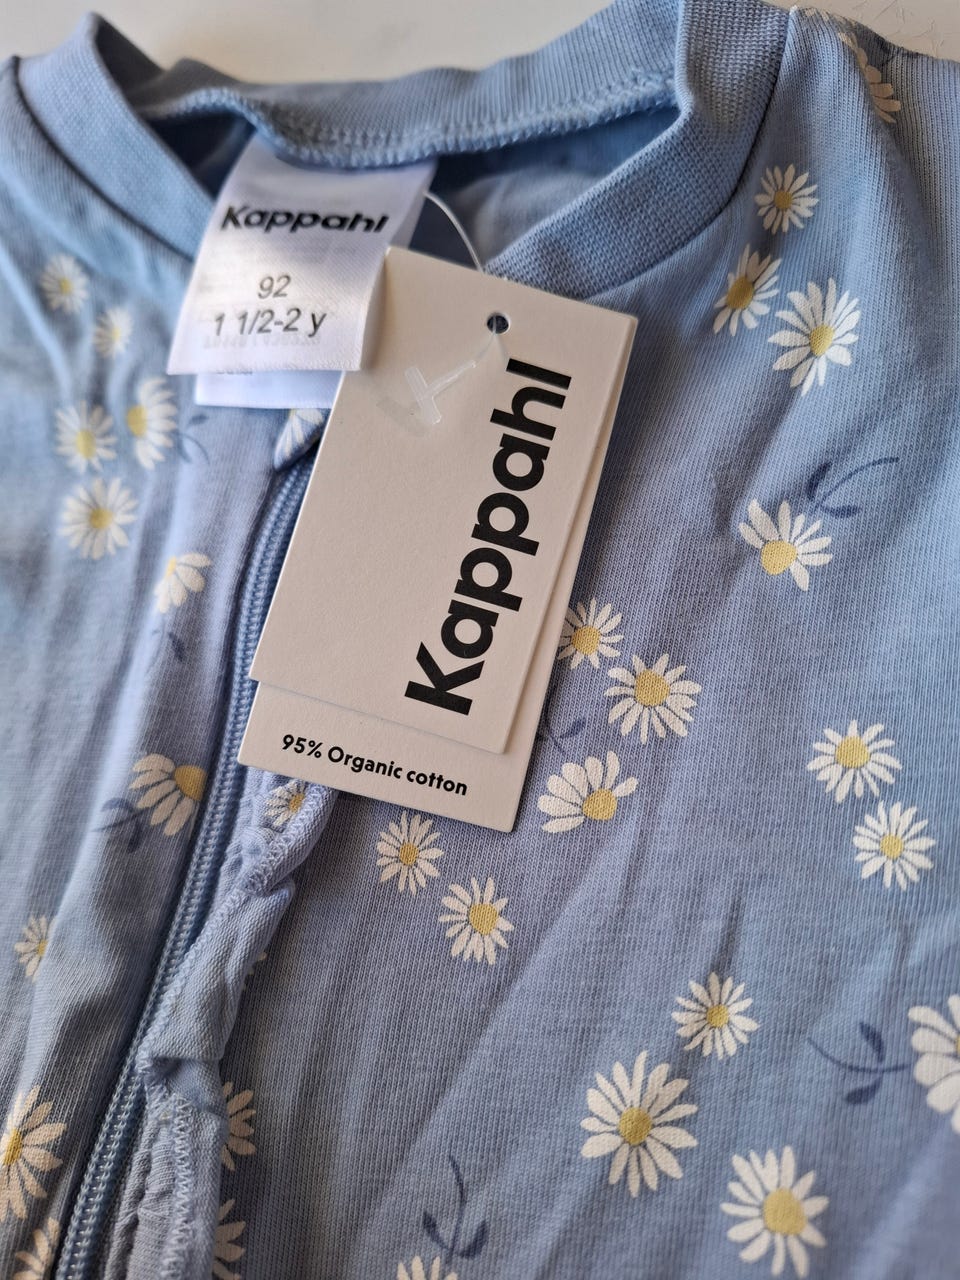 Kappahl
92
1 1/2-2 y
Kappahl
95% Organic cotton